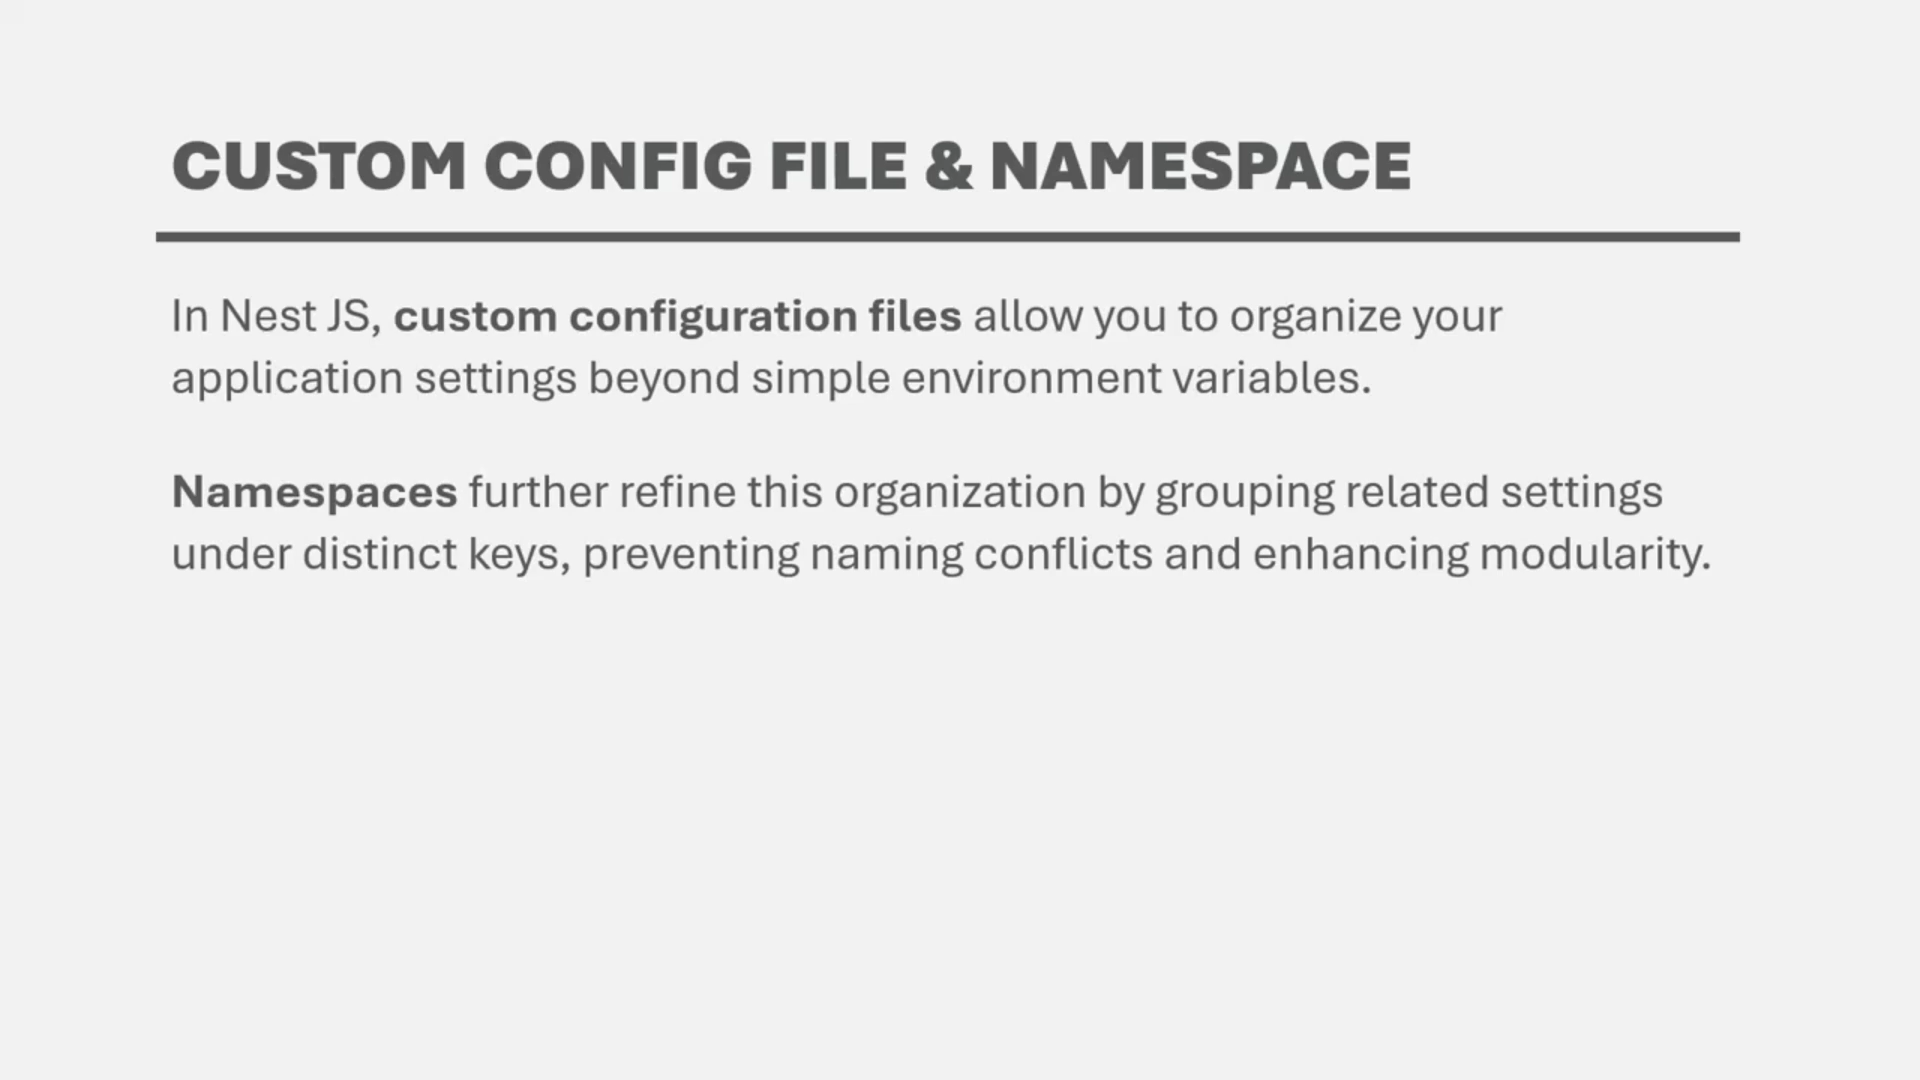 CUSTOM CONFIG FILE & NAMESPACE
In Nest JS, custom configuration files allow you to organize your
application settings beyond simple environment variables.
Namespaces further refine this organization by grouping related settings
under distinct keys, preventing naming conflicts and enhancing modularity.